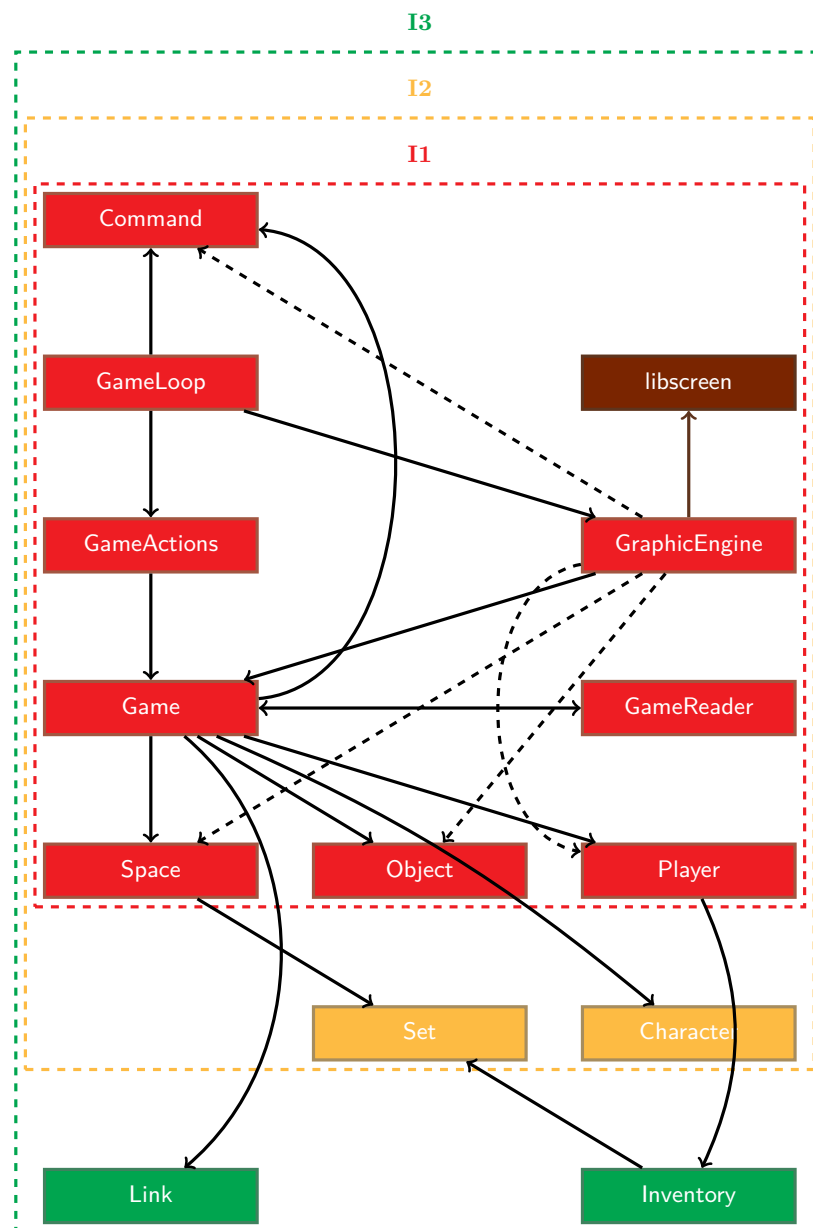 I3
I2
I1
Command
GameLoop
libscreen
GameActions
GraphicEngine
Game
GameReader
Space
Object
Player
Set
Character
Link
Inventory